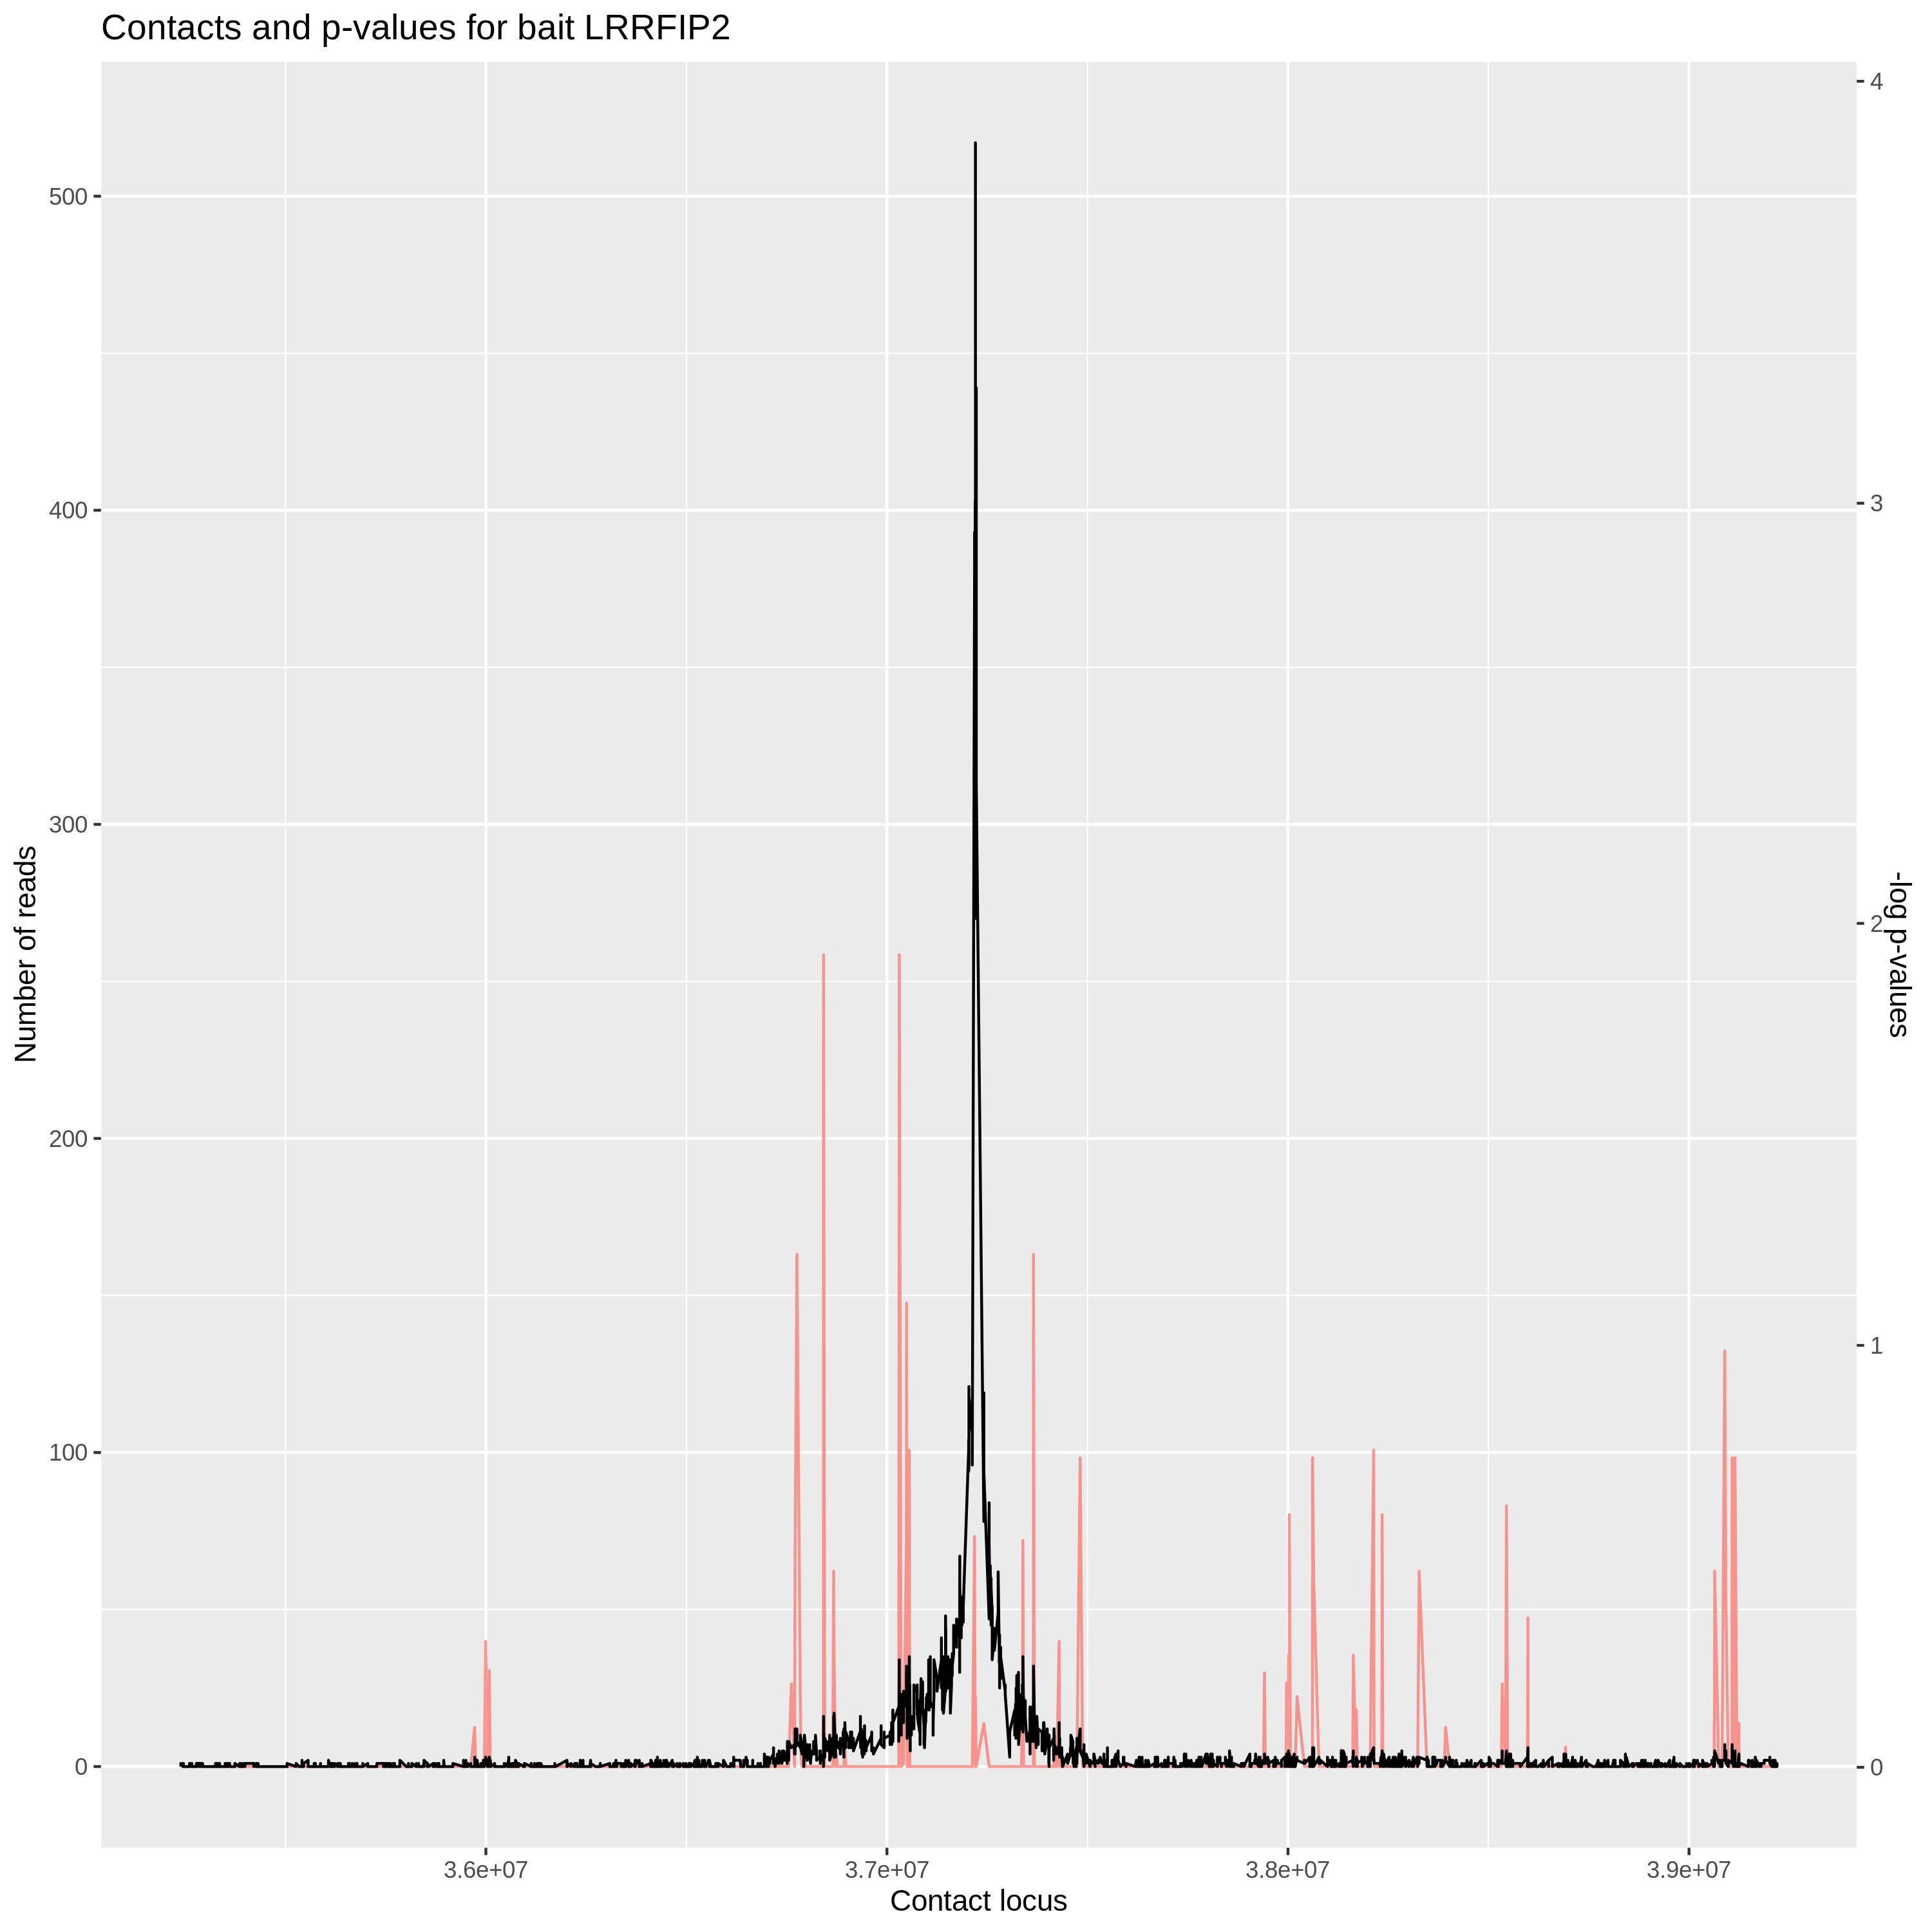 Contacts and p-values for bait LRRFIP2
500
400
300
200
100
0
Number of reads
4
3
2
1
0
-log p-values
3.6e+07
3.7e+07
3.8e+07
3.9e+07
Contact locus